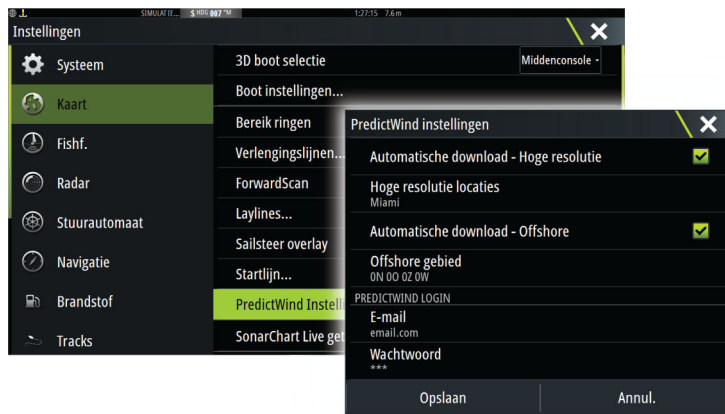 SIMULATIE... S HDG 007 °M 1:27:15 7.6 m
Instellingen
Systeem
Kaart
Fishf.
Radar
Stuurautomaat
Navigatie
Brandstof
Tracks
3D boot selectie
Middenconsole
Boot instellingen...
Bereik ringen
Verlengingslijnen...
ForwardScan
Laylines...
Sailsteer overlay
Startlijn...
PredictWind Instelli
SonarChart Live get
PredictWind instellingen
Automatische download - Hoge resolutie
Hoge resolutie locaties
Miami
Automatische download - Offshore
Offshore gebied
0N 0O 0Z 0W
PREDICTWIND LOGIN
E-mail
email.com
Wachtwoord
***
Opslaan Annul.